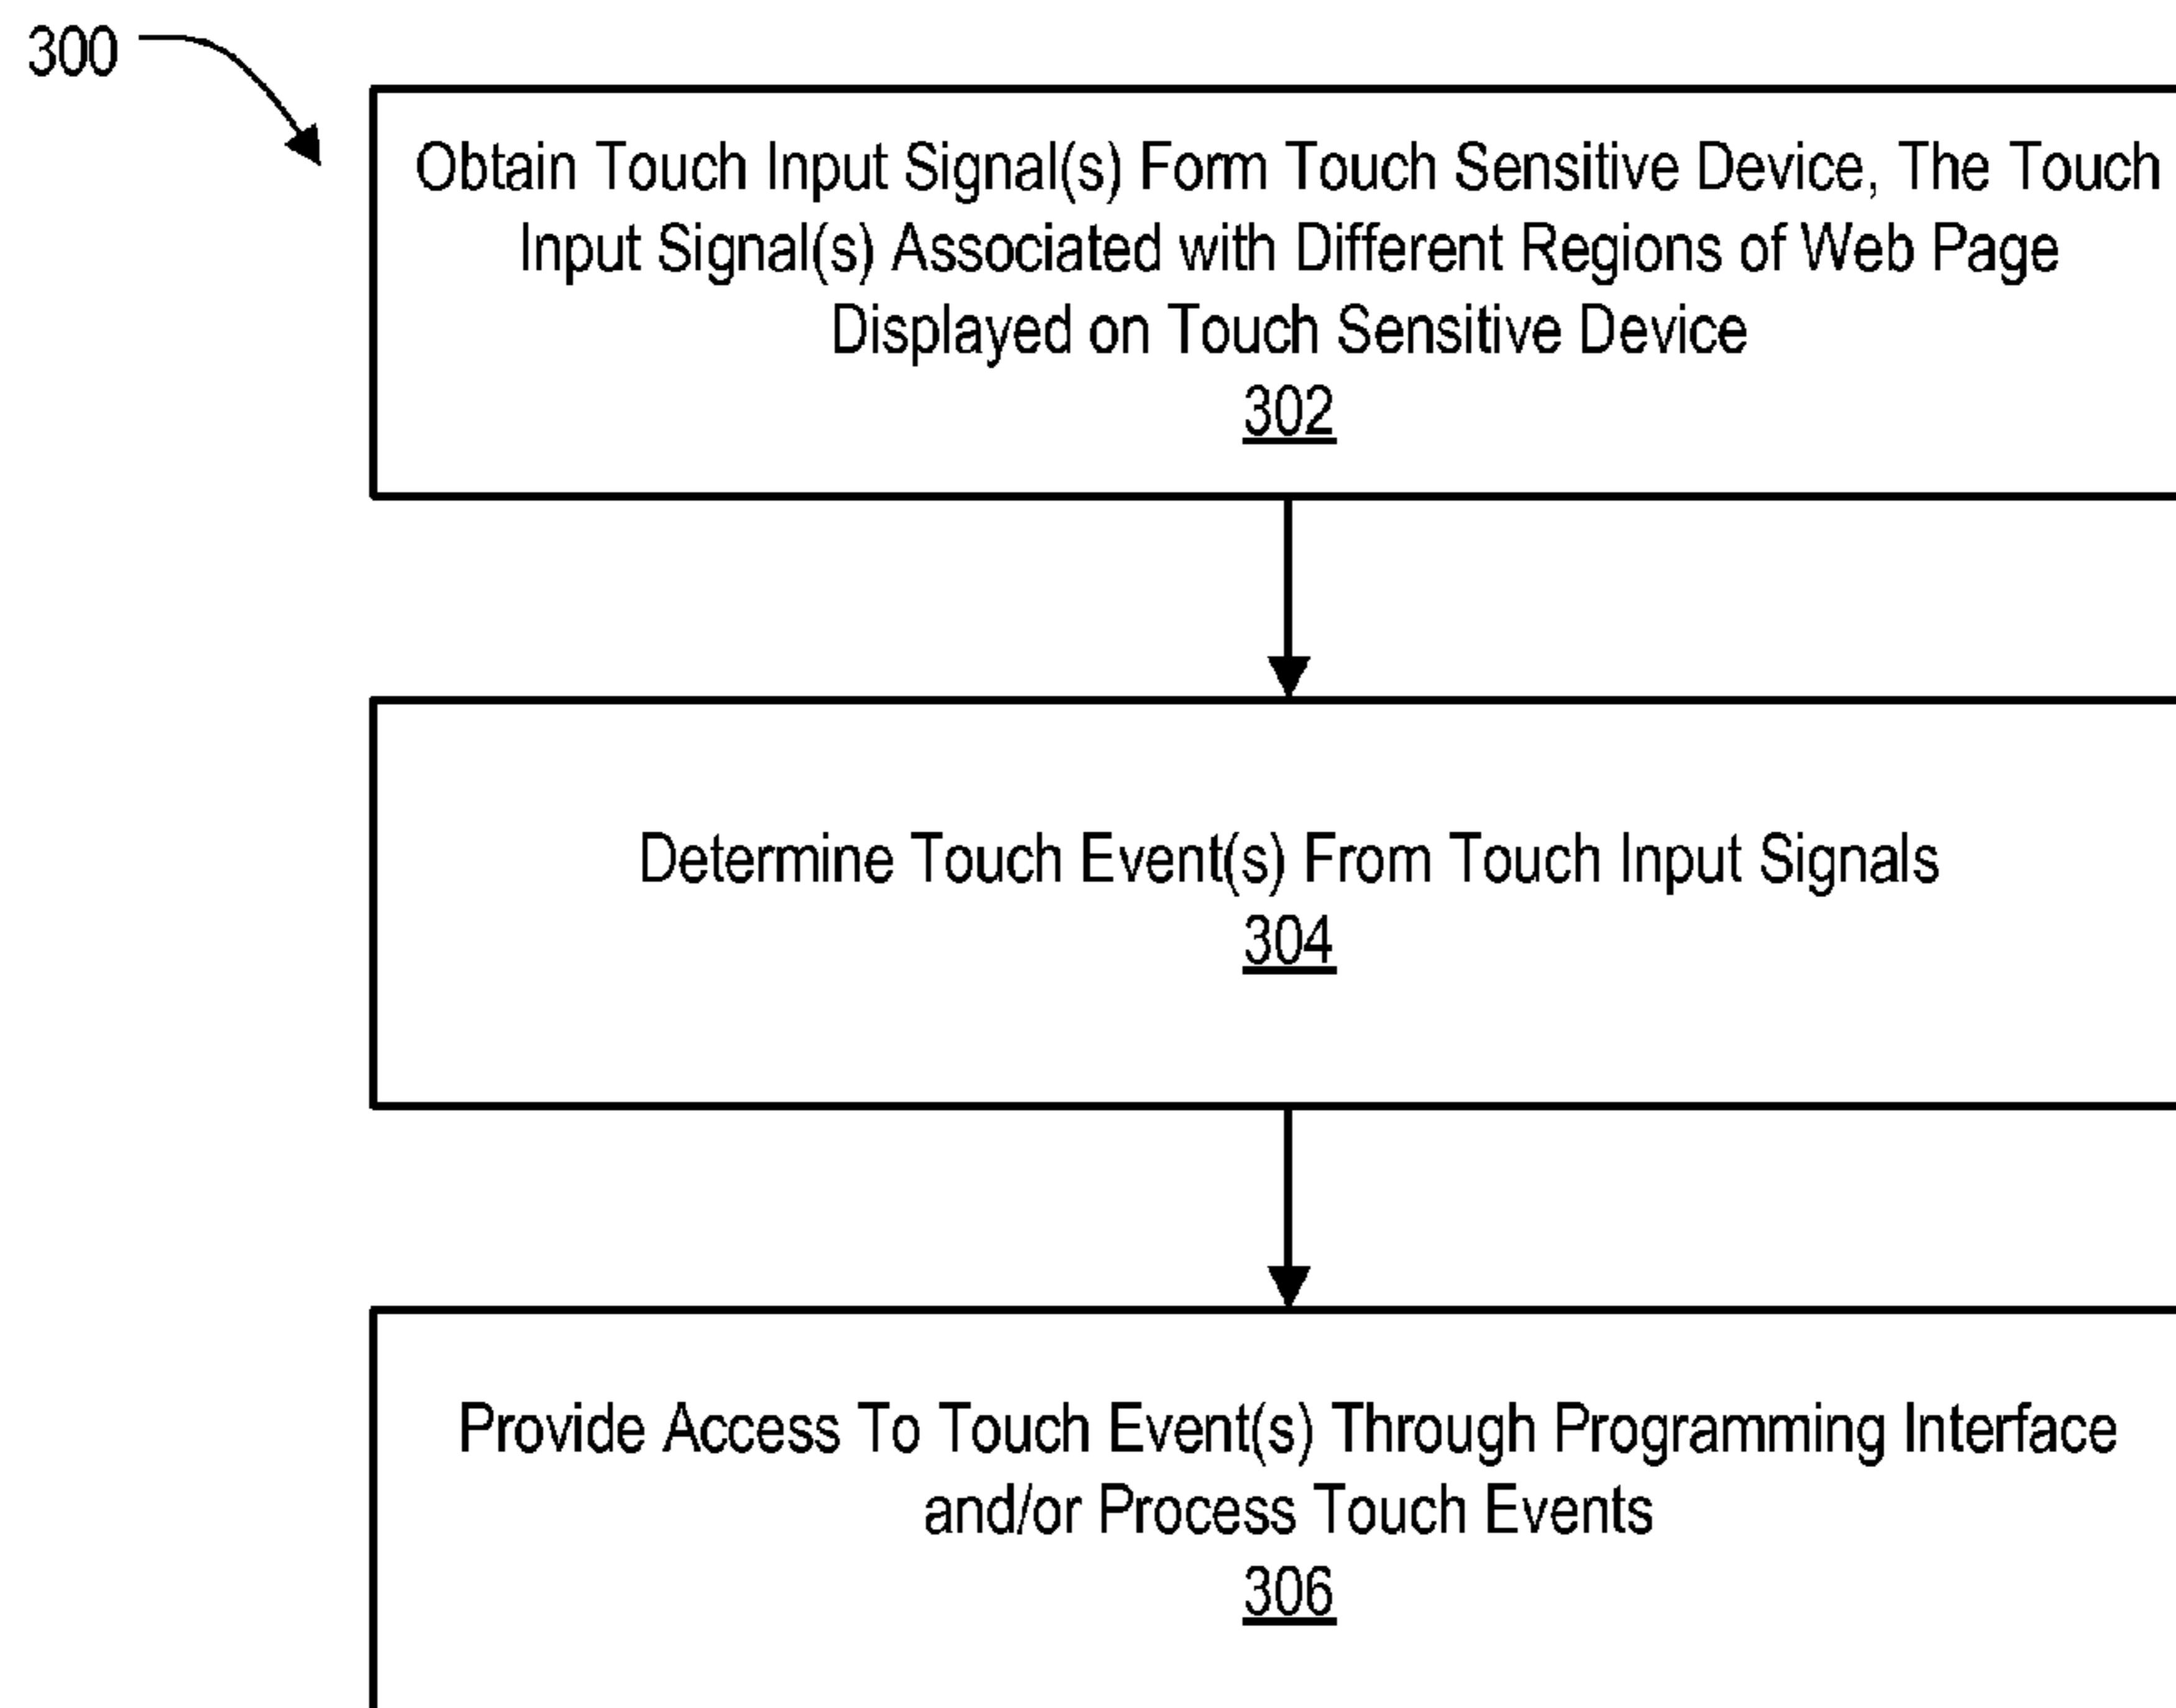 300
Obtain Touch Input Signal(s) Form Touch Sensitive Device, The Touch
Input Signal(s) Associated with Different Regions of Web Page
Displayed on Touch Sensitive Device
302
Determine Touch Event(s) From Touch Input Signals
304
Provide Access To Touch Event(s) Through Programming Interface
and/or Process Touch Events
306